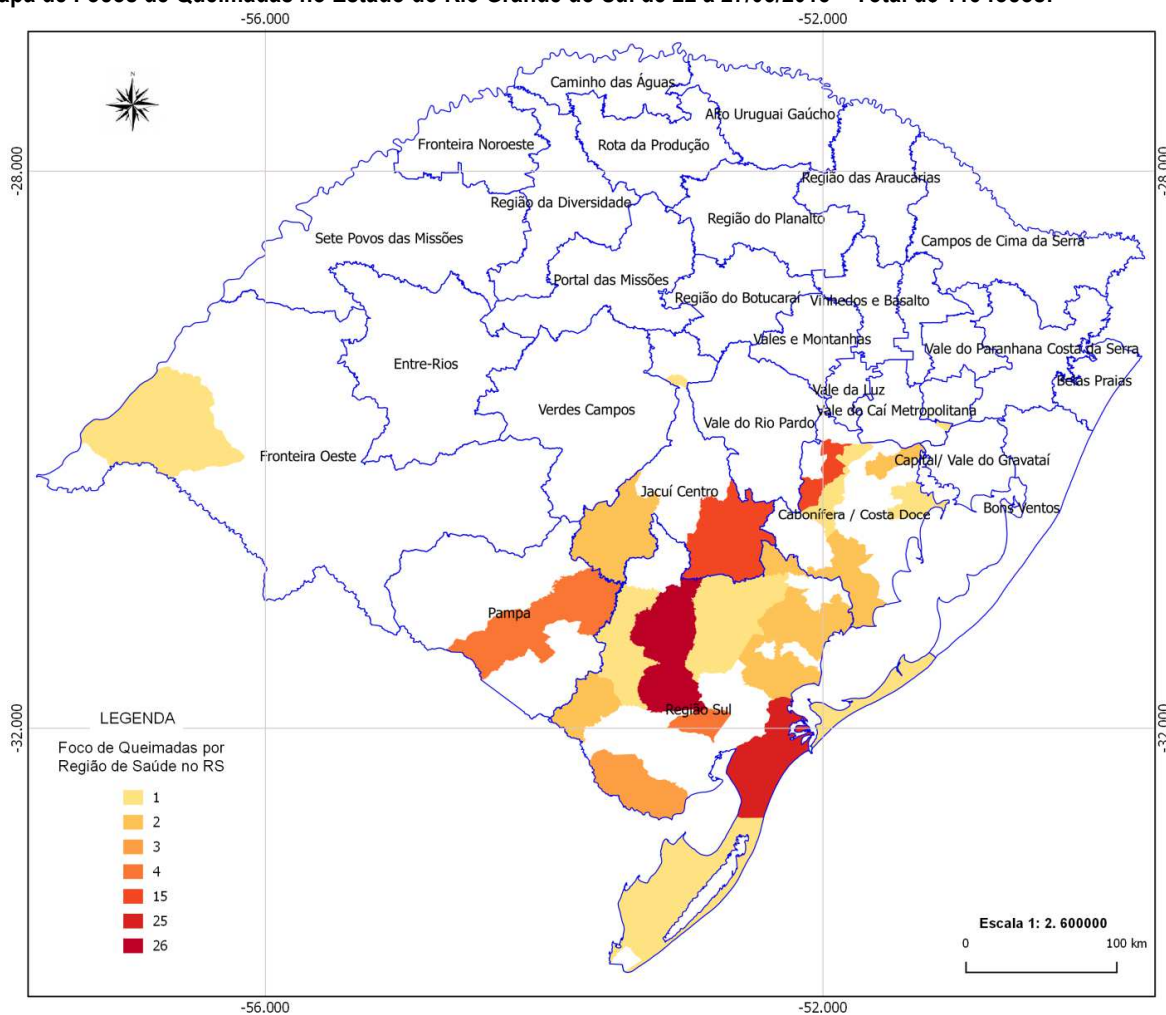 -56.000
-52.000
N
Caminho das Águas
Alto Uruguai Gaúcho
Fronteira Noroeste
Rota da Produção
-28.000
-28.000
Região das Araucárias
Região da Diversidade
Região do Planalto
Sete Povos das Missões
Campos de Cima da Serra
Portal das Missões
Região do Botucaraí
Vinhedos e Basalto
Vales e Montanhas
Vale do Paranhana Costa da Serra
Entre-Rios
Belas Praias
Vale da Luz
Verdes Campos
Vale do Caí Metropolitana
Vale do Rio Pardo
Fronteira Oeste
Capital/ Vale do Gravataí
Jacuí Centro
Bons Ventos
Cabonífera / Costa Doce
Pampa
Região Sul
-32.000
-32.000
LEGENDA
Foco de Queimadas por
Região de Saúde no RS
1
2
3
4
15
25
26
Escala 1: 2. 600000
0
100 km
-56.000
-52.000